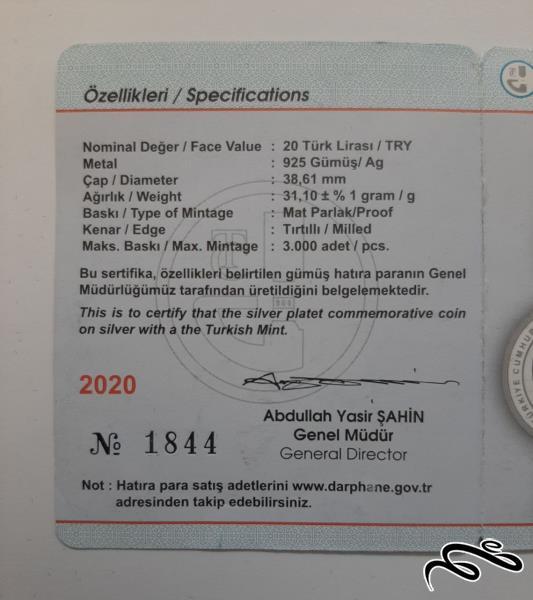 Özellikleri / Specifications
Nominal Değer / Face Value : 20 Türk Lirası / TRY
Metal : 925 Gümüş/ Ag
Çap / Diameter : 38,61 mm
Ağırlık / Weight : 31,10 ± % 1 gram / g
Baskı / Type of Mintage : Mat Parlak/Proof
Kenar / Edge : Tırtıllı / Milled
Maks. Baskı / Max. Mintage : 3.000 adet / pcs.
Bu sertifika, özellikleri belirtilen gümüş hatıra paranın Genel
Müdürlüğümüz tarafından üretildiğini belgelemektedir.
This is to certify that the silver platet commemorative coin
on silver with a the Turkish Mint.
2020
Abdullah Yasir ŞAHİN
Genel Müdür
General Director
№ 1844
Not : Hatıra para satış adetlerini www.darphane.gov.tr
adresinden takip edebilirsiniz.
TÜRKİYE CUMHUR